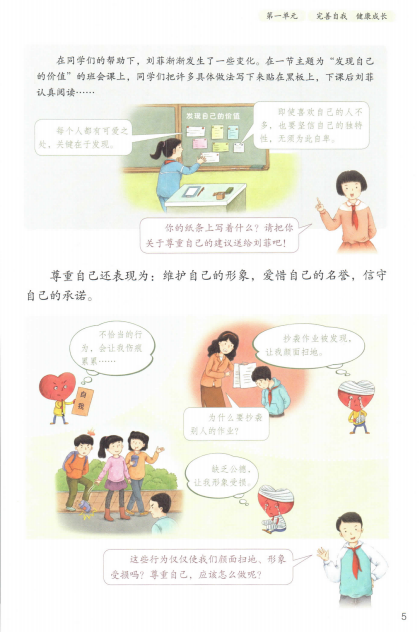 第一单元 完善自我 健康成长
在同学们的帮助下，刘菲渐渐发生了一些变化。在一节主题为“发现自己
的价值”的班会课上，同学们把许多具体做法写下来贴在黑板上，下课后刘菲
认真阅读……
发现自己的价值
每个人都有可爱之
处，关键在于发现。
即使喜欢自己的人不
多，也要坚信自己的独特
性，无须为此自卑。
你的纸条上写着什么？请把你
关于尊重自己的建议送给刘菲吧！
尊重自己还表现为：维护自己的形象，爱惜自己的名誉，信守
自己的承诺。
不恰当的行
为，会让我伤痕
累累……
自我
抄袭作业被发现，
让我颜面扫地。
为什么要抄袭
别人的作业？
缺乏公德，
让我形象受损。
这些行为仅仅使我们颜面扫地、形象
受损吗？尊重自己，应该怎么做呢？
5